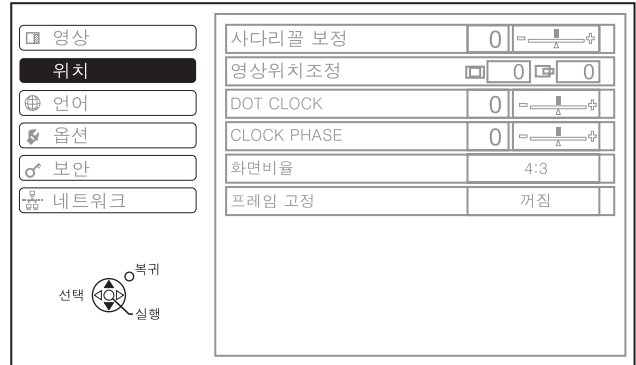 영상
위치
언어
옵션
보안
네트워크
복귀
선택
실행
사다리꼴 보정 0
영상위치조정 0 0
DOT CLOCK 0
CLOCK PHASE 0
화면비율 4:3
프레임 고정 꺼짐